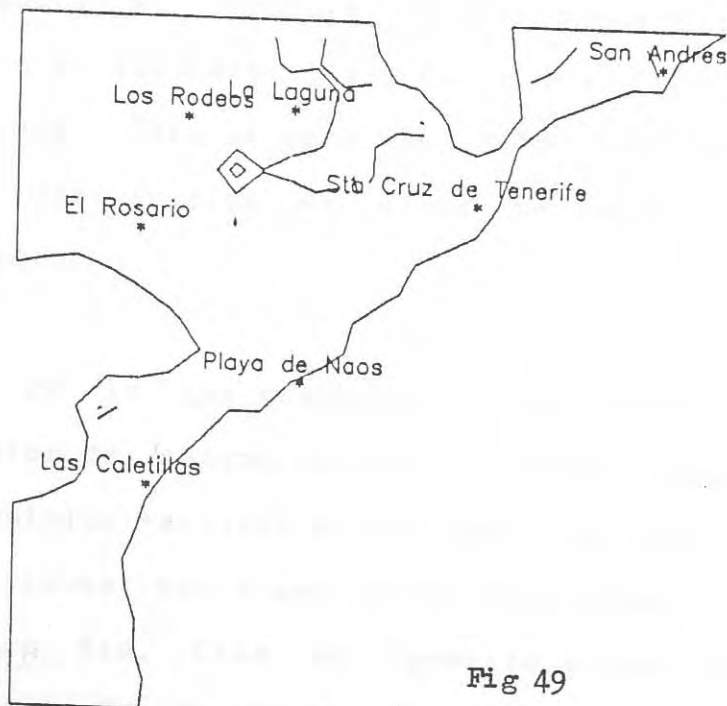 San Andres
La Laguna
Los Rodeos
Sta Cruz de Tenerife
El Rosario
Playa de Naos
Las Caletillas
Fig 49